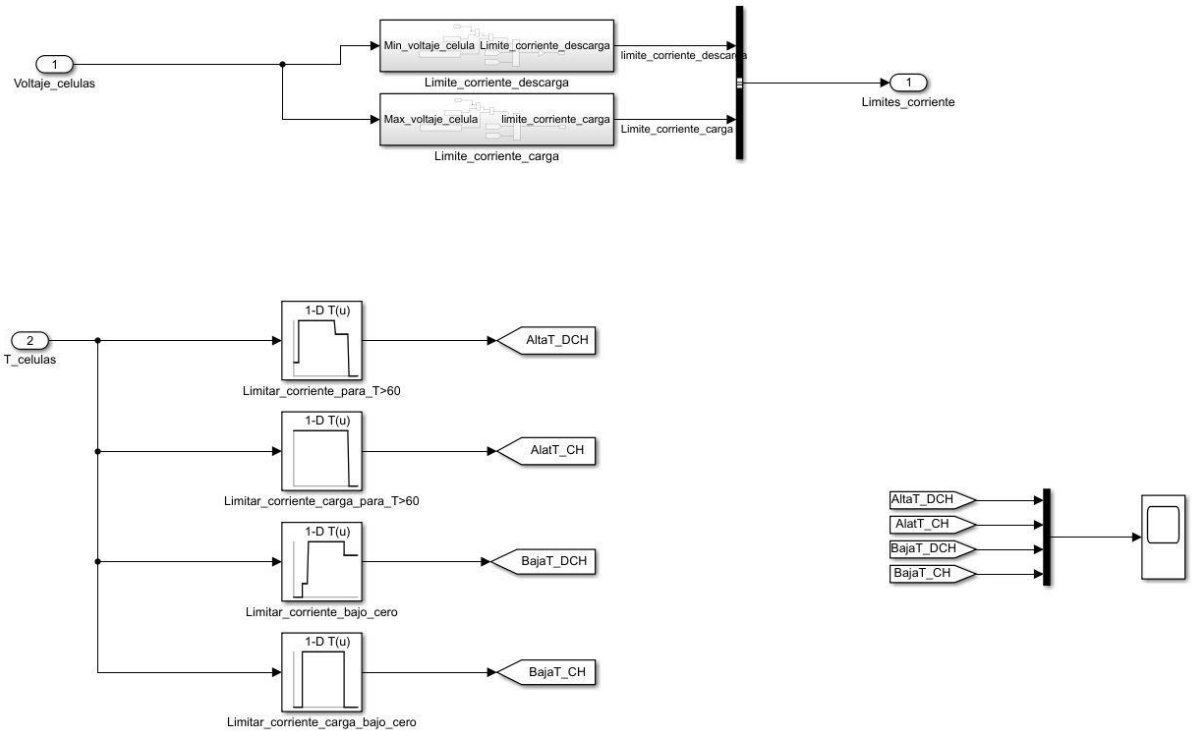 1
Voltaje_celulas
Min_voltaje_celula Limite_corriente_descarga
Limite_corriente_descarga
limite_corriente_descarga
Max_voltaje_celula limite_corriente_carga
Limite_corriente_carga
Limite_corriente_carga
1
Limites_corriente
2
T_celulas
1-D T(u)
Limitar_corriente_para_T>60
AltaT_DCH
1-D T(u)
Limitar_corriente_carga_para_T>60
AlatT_CH
1-D T(u)
Limitar_corriente_bajo_cero
BajaT_DCH
1-D T(u)
Limitar_corriente_carga_bajo_cero
BajaT_CH
AltaT_DCH
AlatT_CH
BajaT_DCH
BajaT_CH